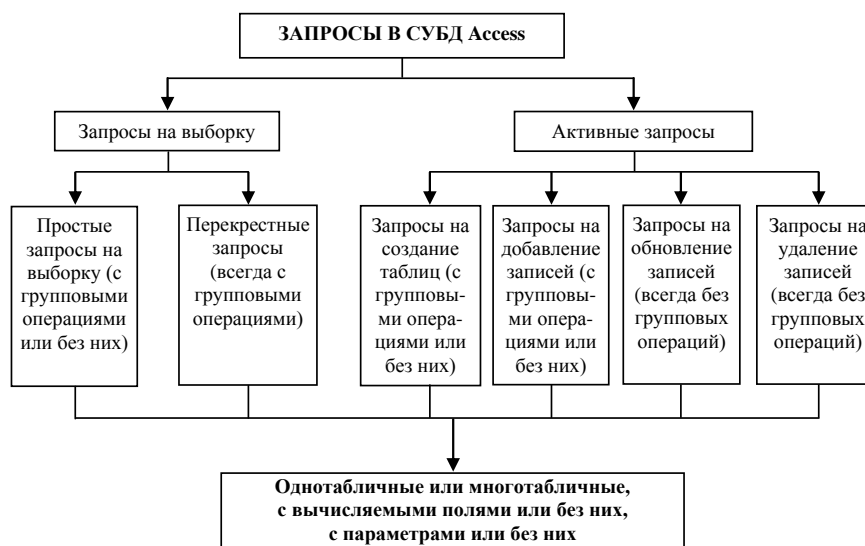 ЗАПРОСЫ В СУБД Access
Запросы на выборку
Активные запросы
Простые
запросы на
выборку (с
групповыми
операциями
или без них)
Перекрестные
запросы
(всегда с
групповыми
операциями)
Запросы на
создание
таблиц (с
группowы-
ми опера-
циями или
без них)
Запросы на
добавление
записей (с
групповы-
ми опера-
циями или
без них)
Запросы на
обновление
записей
(всегда без
групповых
операций)
Запросы на
удаление
записей
(всегда без
групповых
операций)
Однотабличные или многотабличные,
с вычисляемыми полями или без них,
с параметрами или без них